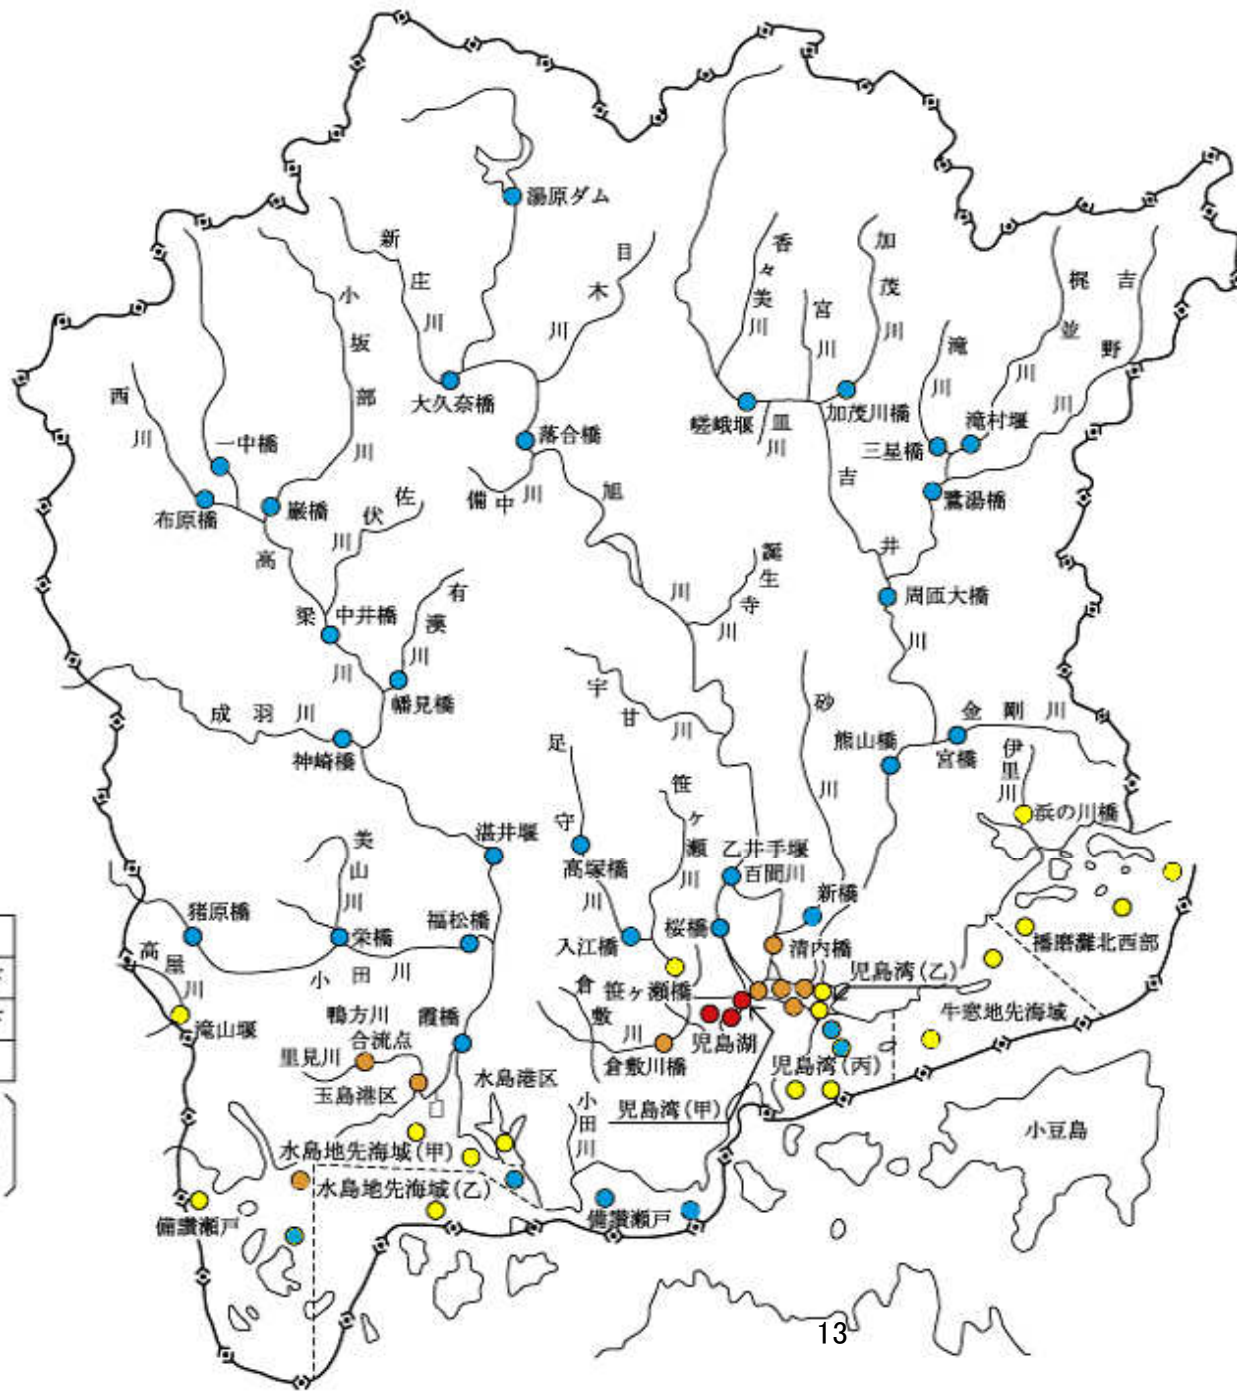 湯原ダム
新庄川
目木川
香々美川
宮川
加茂川
梶並川
吉野川
滝川
小坂部川
西川
大久奈橋
落合橋
嵯峨堰
皿川
加茂川橋
三星橋
滝村堰
鷺湯橋
一中橋
布原橋
巌橋
備中川
旭川
吉井川
佐伏川
高梁川
中井橋
有漢川
幡見橋
誕生寺川
周匝大橋
成羽川
神崎橋
宇甘川
砂川
熊山橋
金剛川
宮橋
伊里川
浜の川橋
足守川
笹ヶ瀬川
美山川
湛井堰
高塚橋
乙井手堰
百間川
新橋
猪原橋
栄橋
福松橋
入江橋
桜橋
清内橋
播磨灘北西部
小田川
高屋川
滝山堰
鴨方川
合流点
里見川
霞橋
倉敷川
笹ヶ瀬橋
児島湖
倉敷川橋
児島湾(乙)
牛窓地先海域
児島湾(丙)
玉島港区
水島港区
小田川
児島湾(甲)
小豆島
水島地先海域(甲)
水島地先海域(乙)
備讃瀬戸
備讃瀬戸
13